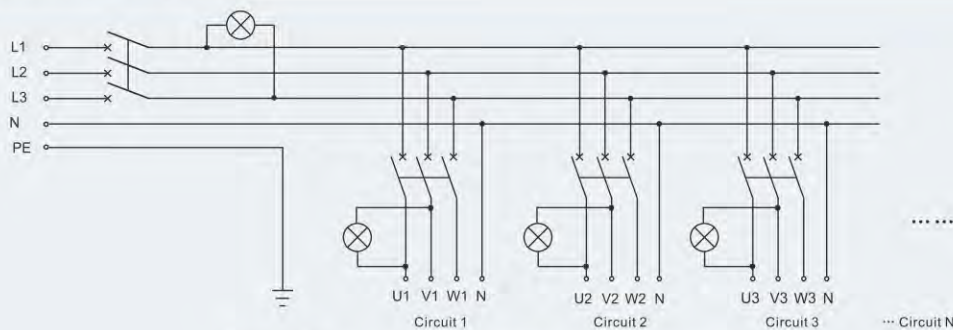 L1
L2
L3
N
PE
U1 V1 W1 N U2 V2 W2 N U3 V3 W3 N
Circuit 1 Circuit 2 Circuit 3 ... Circuit N